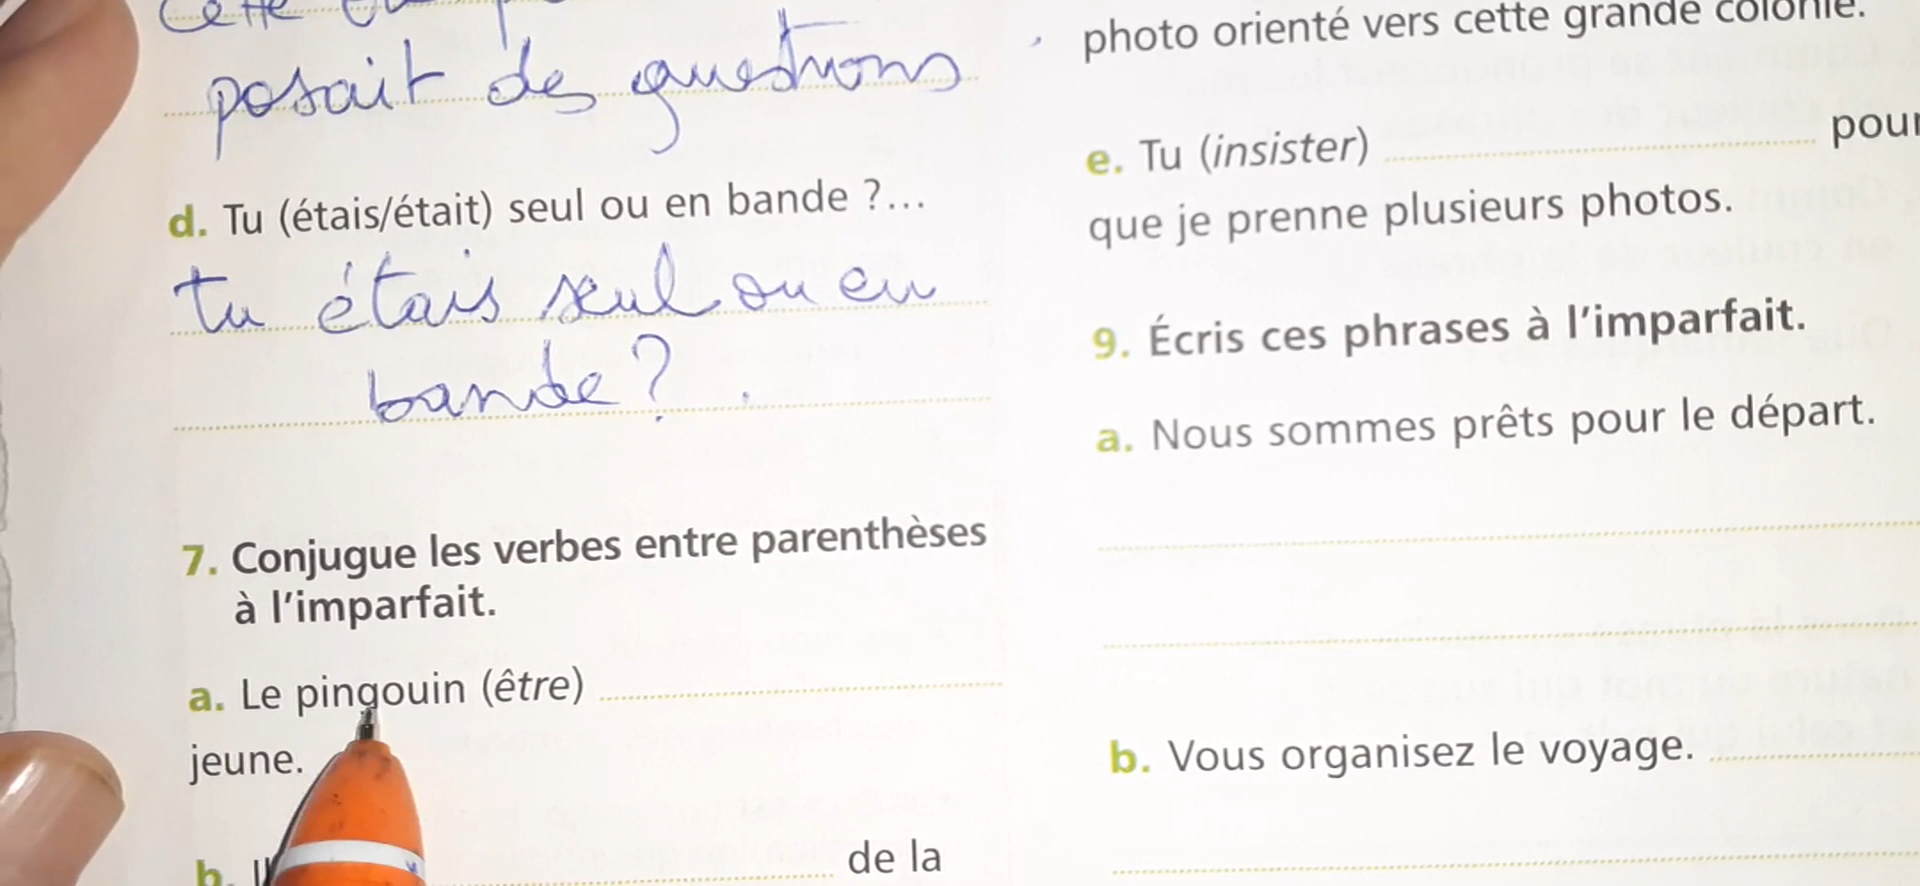 posait des questions
d. Tu (étais/était) seul ou en bande ?...
tu étais seul ou en
bande ?
7. Conjugue les verbes entre parenthèses
à l'imparfait.
a. Le pingouin (être)
jeune.
b.
de la
photo orienté vers cette grande colonie.
e. Tu (insister) pour
que je prenne plusieurs photos.
9. Écris ces phrases à l'imparfait.
a. Nous sommes prêts pour le départ.
b. Vous organisez le voyage.